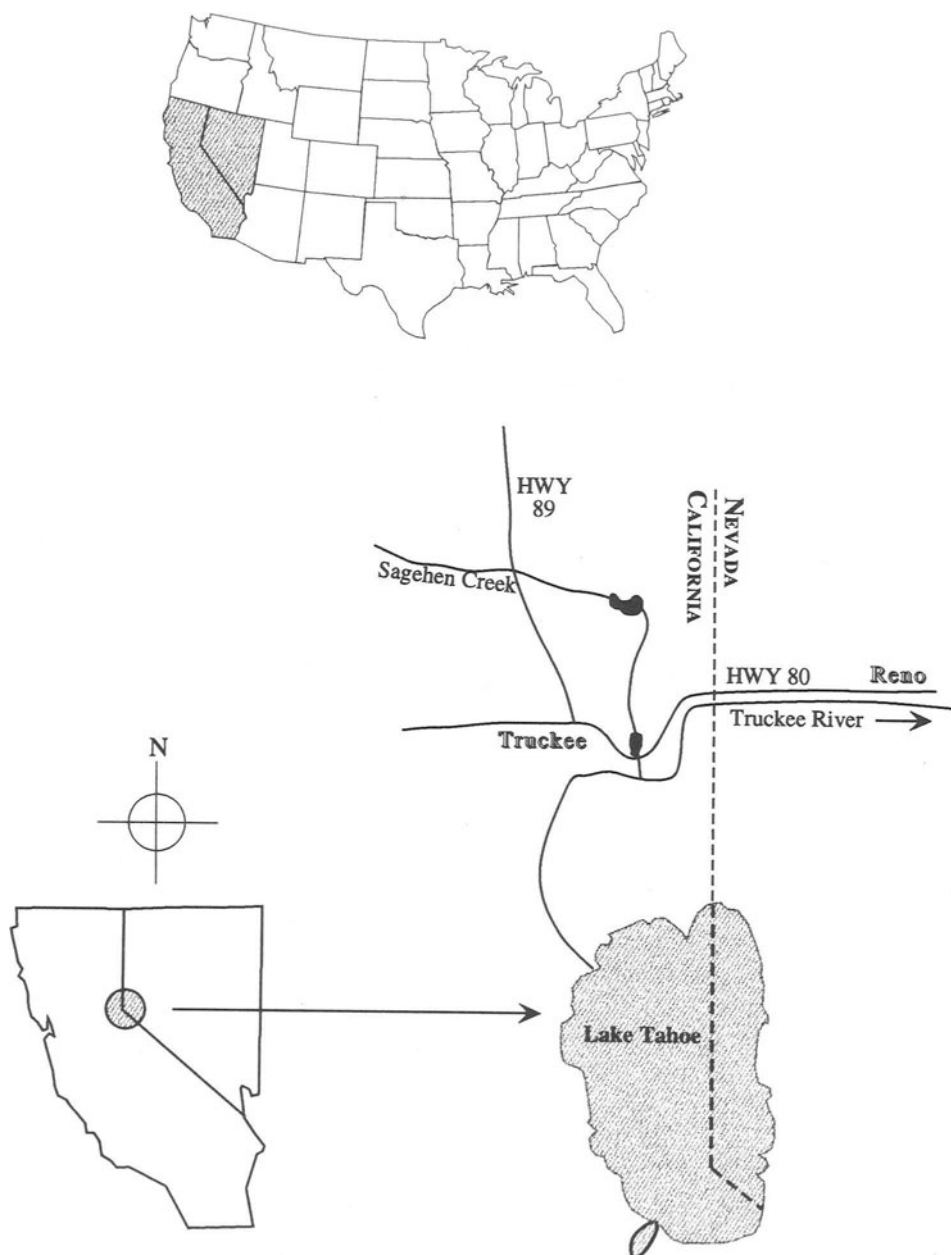 HWY
89
Sagehen Creek
CALIFORNIA
NEVADA
HWY 80
Reno
Truckee
Truckee River
N
Lake Tahoe